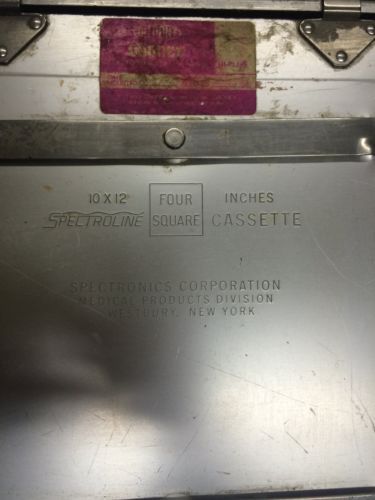 10 X 12 FOUR INCHES
SPECTROLINE SQUARE CASSETTE
SPECTRONICS CORPORATION
MEDICAL PRODUCTS DIVISION
WESTBURY, NEW YORK